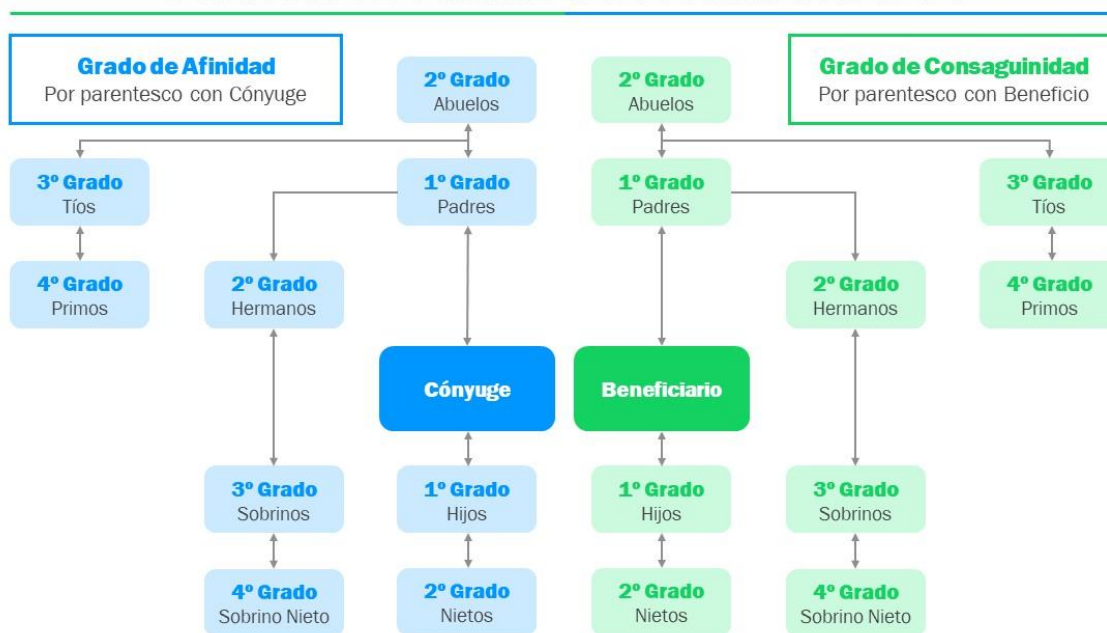 Grado de Afinidad
Por parentesco con Cónyuge
2º Grado
Abuelos
2º Grado
Abuelos
Grado de Consaguinidad
Por parentesco con Beneficio
3º Grado
Tíos
1º Grado
Padres
1º Grado
Padres
3º Grado
Tíos
4º Grado
Primos
2º Grado
Hermanos
2º Grado
Hermanos
4º Grado
Primos
Cónyuge
Beneficiario
3º Grado
Sobrinos
1º Grado
Hijos
1º Grado
Hijos
3º Grado
Sobrinos
4º Grado
Sobrino Nieto
2º Grado
Nietos
2º Grado
Nietos
4º Grado
Sobrino Nieto